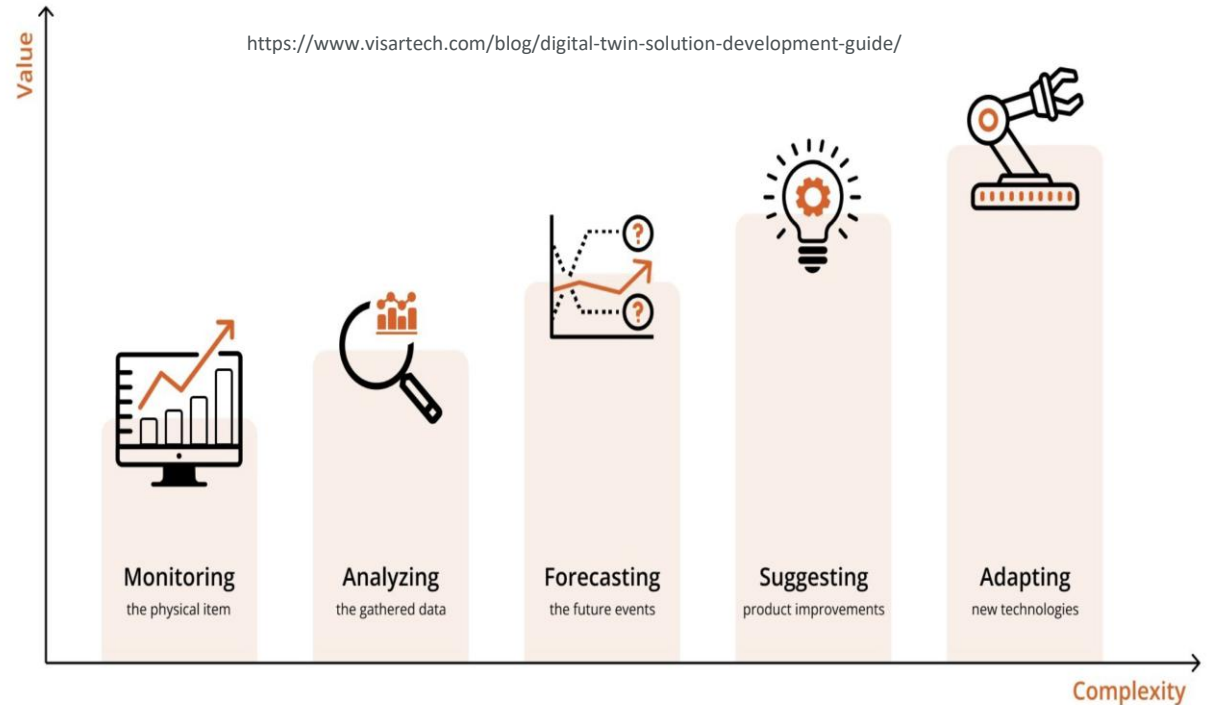 Value
https://www.visartech.com/blog/digital-twin-solution-development-guide/
?
?
Monitoring
the physical item
Analyzing
the gathered data
Forecasting
the future events
Suggesting
product improvements
Adapting
new technologies
Complexity